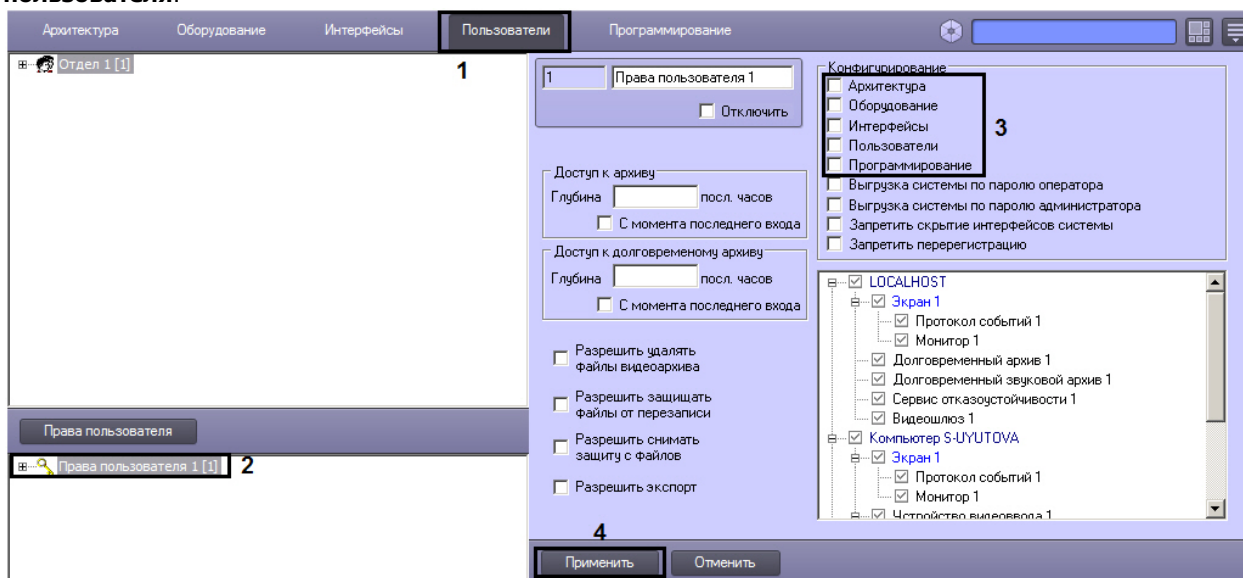 пользователя.
Архитектура Оборудование Интерфейсы Пользователи Программирование
1
Отдел 1 [1]
Права пользователя
Права пользователя 1 [1] 2
1 Права пользователя 1
Отключить
Доступ к архиву
Глубина посл. часов
С момента последнего входа
Доступ к долговременому архиву
Глубина посл. часов
С момента последнего входа
Разрешить удалять
файлы видеоархива
Разрешить защищать
файлы от перезаписи
Разрешить снимать
защиту с файлов
Разрешить экспорт
Конфигурирование
Архитектура
Оборудование
Интерфейсы
3
Пользователи
Программирование
Выгрузка системы по паролю оператора
Выгрузка системы по паролю администратора
Запретить скрытие интерфейсов системы
Запретить перерегистрацию
LOCALHOST
Экран 1
Протокол событий 1
Монитор 1
Долговременный архив 1
Долговременный звуковой архив 1
Сервис отказоустойчивости 1
Видеошлюз 1
Компьютер S-UYUTOVA
Экран 1
Протокол событий 1
Монитор 1
Устройство видеоввода 1
4
Применить Отменить